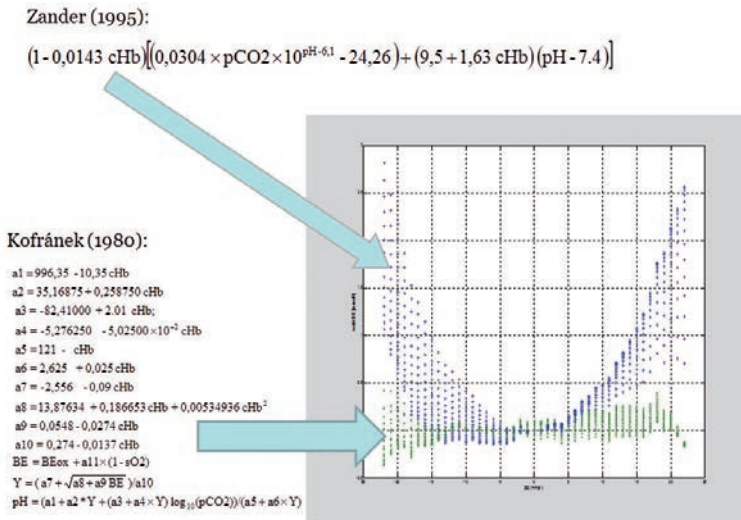 Zander (1995):
(1-0,0143 cHb)[(0,0304 × pCO2×10^pH-6,1 - 24,26)+(9,5+1,63 cHb)(pH-7.4)]
Kofránek (1980):
a1 = 996,35 -10,35 cHb
a2 = 35,16875+0,258750 cHb
a3 = -82,41000 + 2.01 cHb;
a4 = -5,276250 -5,02500×10^-2 cHb
a5 = 121 - cHb
a6 = 2,625 +0,025 cHb
a7 = -2,556 -0,09 cHb
a8 = 13,87634 +0,186653 cHb +0,00534936 cHb^2
a9 = 0,0548 -0,0274 cHb
a10 = 0,274 -0,0137 cHb
BE = BEox +a11×(1-sO2)
Y = (a7+√a8+a9 BE)/a10
pH = (a1+a2*Y+(a3+a4×Y) log10(pCO2))/(a5+a6×Y)